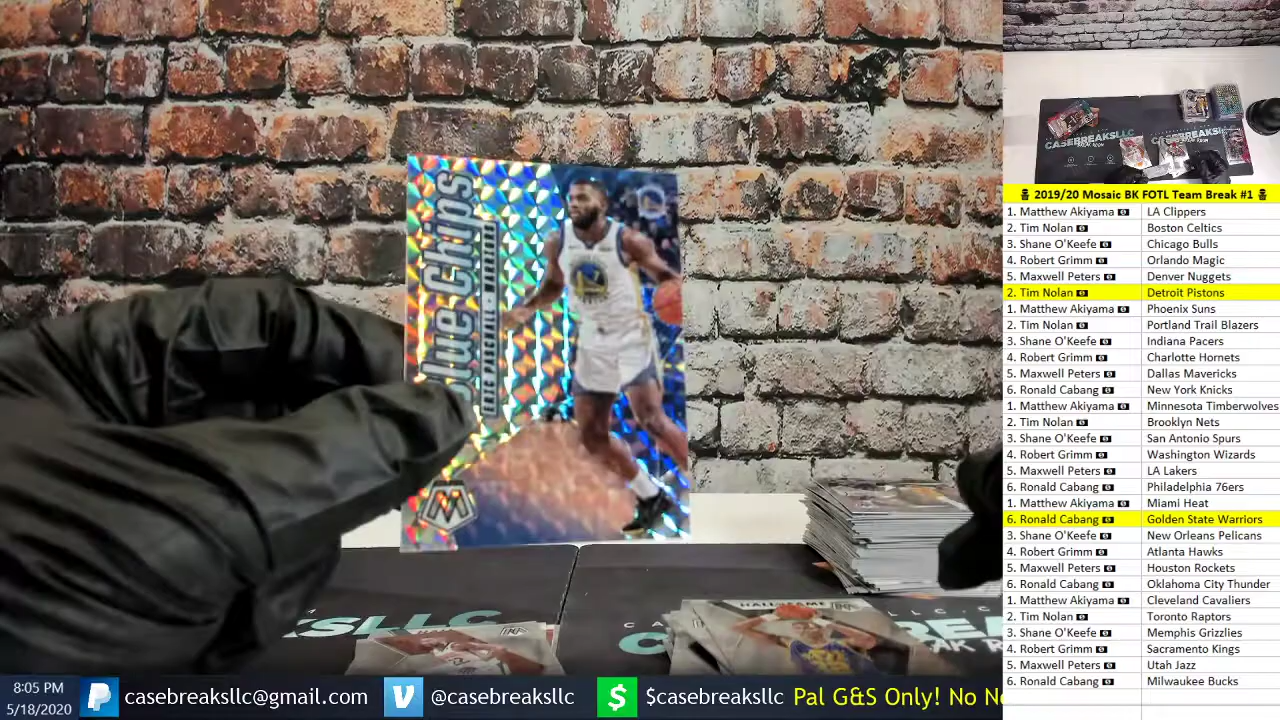 Blue Chips
ERIC PASCHALL · WARRIORS
HALL OF FAME
CASEBREAKSLLC
2019/20 Mosaic BK FOTL Team Break #1
1. Matthew Akiyama LA Clippers
2. Tim Nolan Boston Celtics
3. Shane O'Keefe Chicago Bulls
4. Robert Grimm Orlando Magic
5. Maxwell Peters Denver Nuggets
2. Tim Nolan Detroit Pistons
1. Matthew Akiyama Phoenix Suns
2. Tim Nolan Portland Trail Blazers
3. Shane O'Keefe Indiana Pacers
4. Robert Grimm Charlotte Hornets
5. Maxwell Peters Dallas Mavericks
6. Ronald Cabang New York Knicks
1. Matthew Akiyama Minnesota Timberwolves
2. Tim Nolan Brooklyn Nets
3. Shane O'Keefe San Antonio Spurs
4. Robert Grimm Washington Wizards
5. Maxwell Peters LA Lakers
6. Ronald Cabang Philadelphia 76ers
1. Matthew Akiyama Miami Heat
6. Ronald Cabang Golden State Warriors
3. Shane O'Keefe New Orleans Pelicans
4. Robert Grimm Atlanta Hawks
5. Maxwell Peters Houston Rockets
6. Ronald Cabang Oklahoma City Thunder
1. Matthew Akiyama Cleveland Cavaliers
2. Tim Nolan Toronto Raptors
3. Shane O'Keefe Memphis Grizzlies
4. Robert Grimm Sacramento Kings
5. Maxwell Peters Utah Jazz
6. Ronald Cabang Milwaukee Bucks
8:05 PM
5/18/2020
casebreaksllc@gmail.com @casebreaksllc $casebreaksllc Pal G&S Only! No